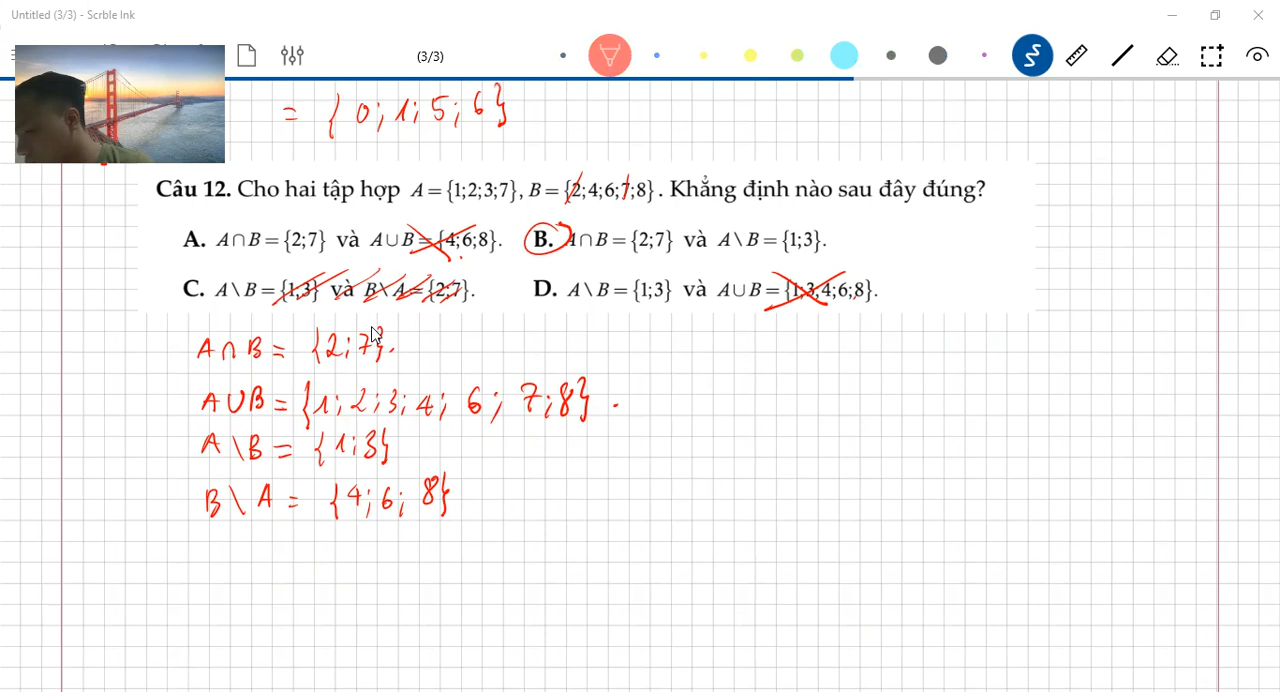 Untitled (3/3) - Scrble Ink
(3/3)
= {0; 1; 5; 6}
Câu 12. Cho hai tập hợp A = {1;2;3;7}, B = {2;4;6;7;8}. Khẳng định nào sau đây đúng?
A. A∩B = {2;7} và A∪B = {4;6;8}. B. A∩B = {2;7} và A\B = {1;3}.
C. A\B = {1;3} và B\A = {2;7}. D. A\B = {1;3} và A∪B = {1;3;4;6;8}.
A∩B = {2; 7}.
A∪B = {1; 2; 3; 4; 6; 7; 8}.
A\B = {1; 3}
B\A = {4; 6; 8}